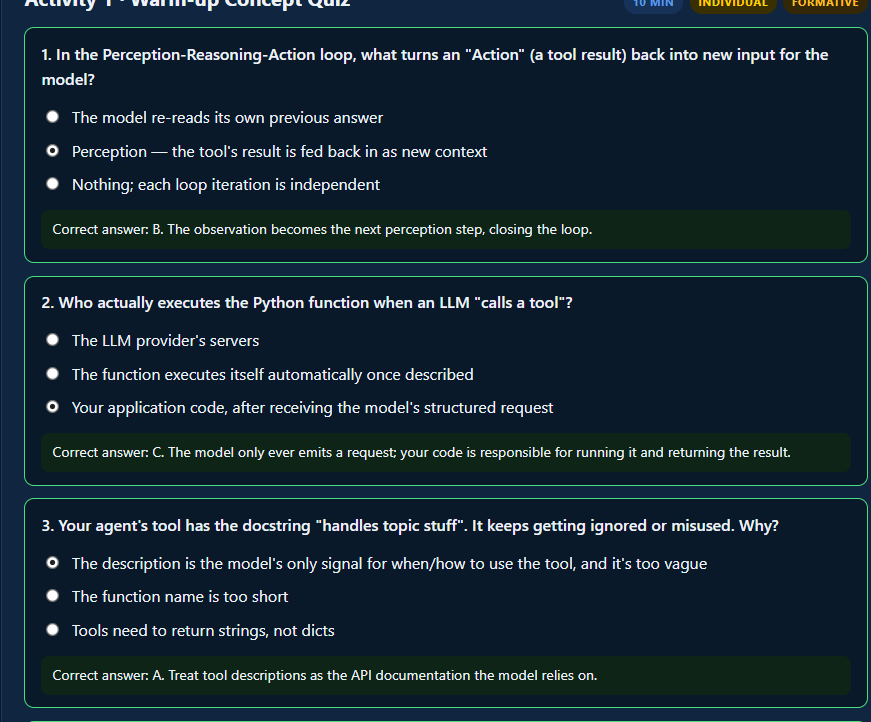 Activity 1 · Warm-up Concept Quiz
10 MIN
INDIVIDUAL
FORMATIVE
1. In the Perception-Reasoning-Action loop, what turns an "Action" (a tool result) back into new input for the
model?
The model re-reads its own previous answer
Perception — the tool's result is fed back in as new context
Nothing; each loop iteration is independent
Correct answer: B. The observation becomes the next perception step, closing the loop.
2. Who actually executes the Python function when an LLM "calls a tool"?
The LLM provider's servers
The function executes itself automatically once described
Your application code, after receiving the model's structured request
Correct answer: C. The model only ever emits a request; your code is responsible for running it and returning the result.
3. Your agent's tool has the docstring "handles topic stuff". It keeps getting ignored or misused. Why?
The description is the model's only signal for when/how to use the tool, and it's too vague
The function name is too short
Tools need to return strings, not dicts
Correct answer: A. Treat tool descriptions as the API documentation the model relies on.